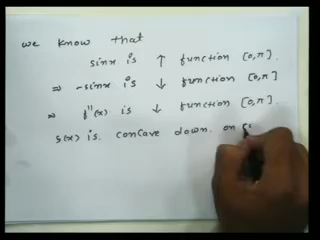 we know that
sinx is ↑ function [0,π].
⇒ -sinx is ↓ function [0,π]
⇒ f''(x) is ↓ function [0,π].
f(x) is. concave down. on [